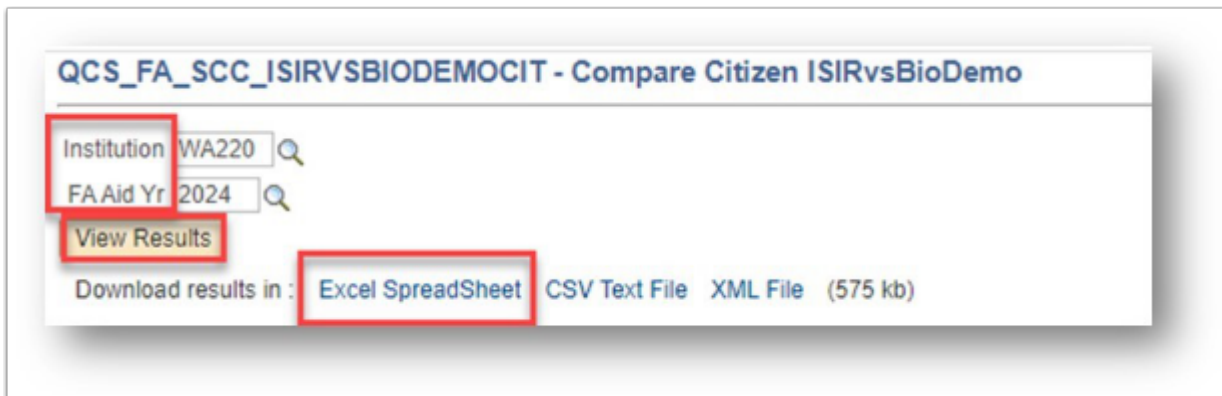 QCS_FA_SCC_ISIRVSBIODEMOCIT - Compare Citizen ISIRvsBioDemo
Institution WA220
FA Aid Yr 2024
View Results
Download results in : Excel SpreadSheet CSV Text File XML File (575 kb)